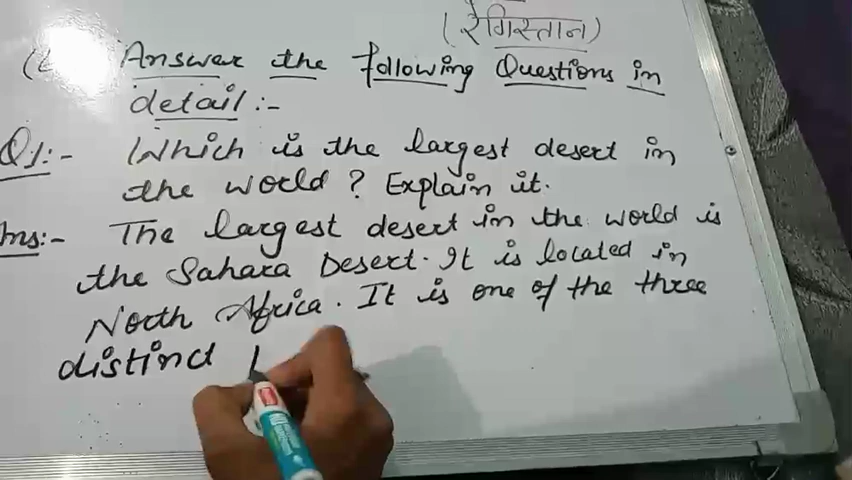 (रेगिस्तान)
Answer the following Questions in
detail:-
Q1:- Which is the largest desert in
the world? Explain it.
Ans:- The largest desert in the world is
the Sahara Desert. It is located in
North Africa. It is one of the three
distinct